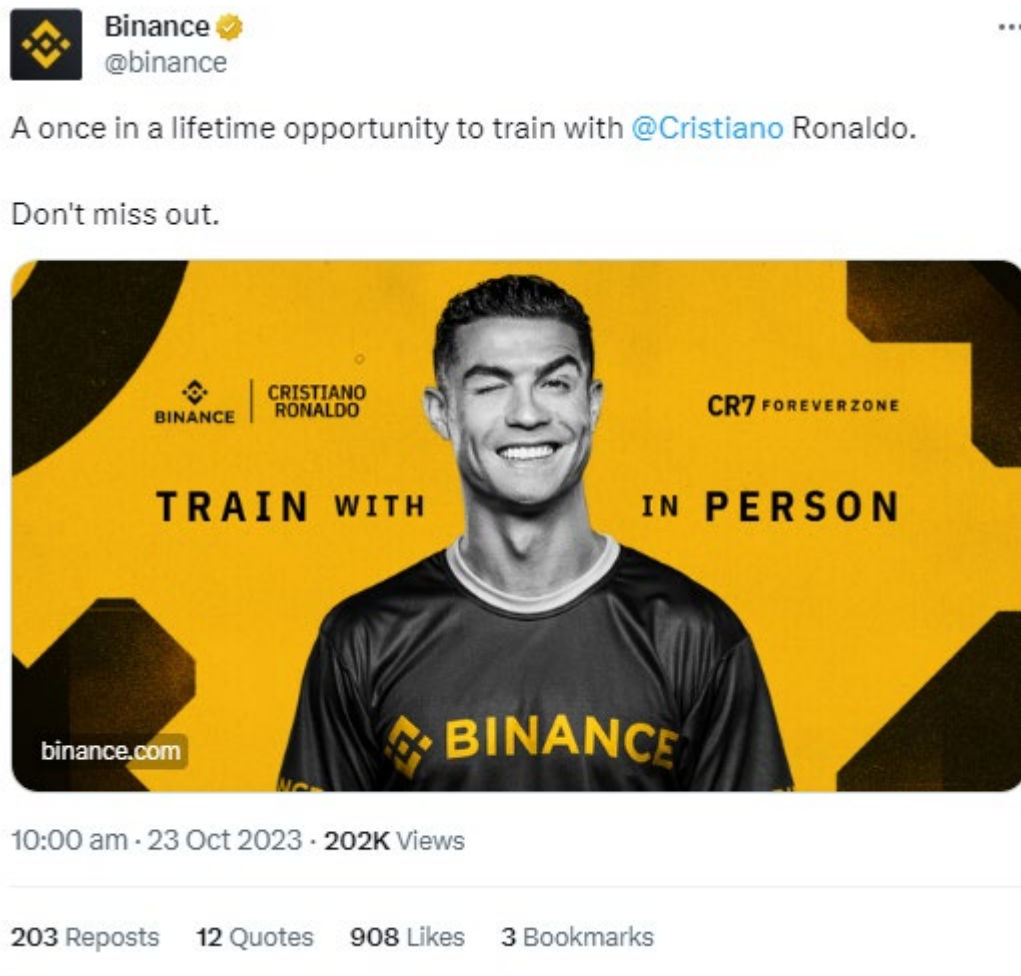 Binance
@binance
A once in a lifetime opportunity to train with @Cristiano Ronaldo.
Don't miss out.
BINANCE
CRISTIANO
RONALDO
CR7 FOREVERZONE
TRAIN WITH IN PERSON
BINANCE
binance.com
10:00 am · 23 Oct 2023 · 202K Views
203 Reposts 12 Quotes 908 Likes 3 Bookmarks